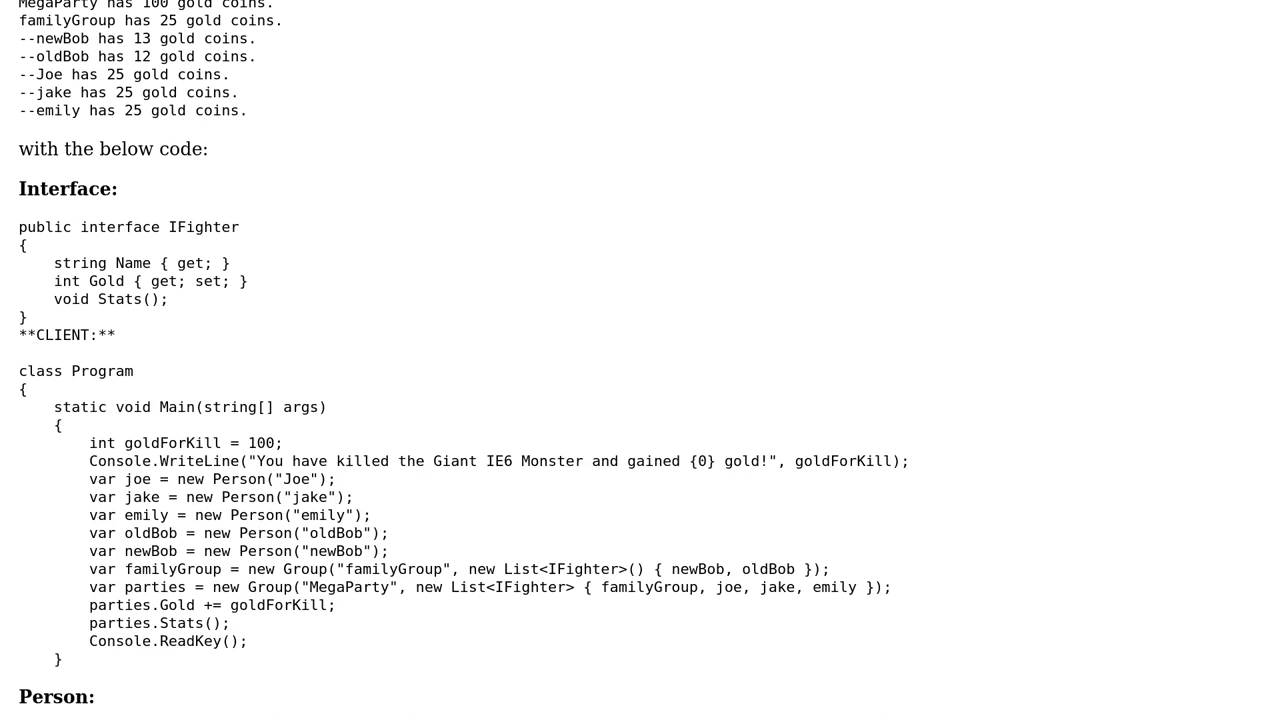 MegaParty has 100 gold coins.
familyGroup has 25 gold coins.
--newBob has 13 gold coins.
--oldBob has 12 gold coins.
--Joe has 25 gold coins.
--jake has 25 gold coins.
--emily has 25 gold coins.
with the below code:
Interface:
public interface IFighter
{
    string Name { get; }
    int Gold { get; set; }
    void Stats();
}
**CLIENT:**
class Program
{
    static void Main(string[] args)
    {
        int goldForKill = 100;
        Console.WriteLine("You have killed the Giant IE6 Monster and gained {0} gold!", goldForKill);
        var joe = new Person("Joe");
        var jake = new Person("jake");
        var emily = new Person("emily");
        var oldBob = new Person("oldBob");
        var newBob = new Person("newBob");
        var familyGroup = new Group("familyGroup", new List<IFighter>() { newBob, oldBob });
        var parties = new Group("MegaParty", new List<IFighter> { familyGroup, joe, jake, emily });
        parties.Gold += goldForKill;
        parties.Stats();
        Console.ReadKey();
    }
Person: